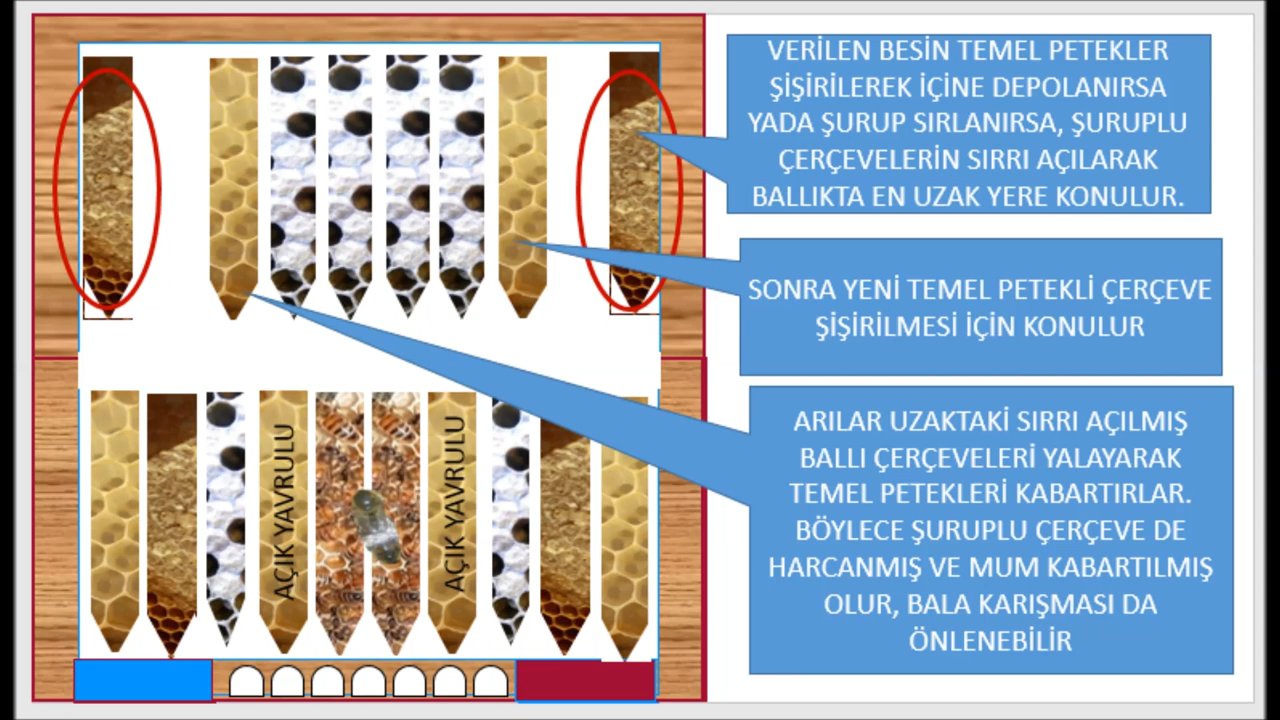 VERİLEN BESİN TEMEL PETEKLER
ŞİŞİRİLEREK İÇİNE DEPOLANIRSA
YADA ŞURUP SIRLANIRSA, ŞURUPLU
ÇERÇEVELERİN SIRRI AÇILARAK
BALLIKTA EN UZAK YERE KONULUR.
SONRA YENİ TEMEL PETEKLİ ÇERÇEVE
ŞİŞİRİLMESİ İÇİN KONULUR
ARILAR UZAKTAKİ SIRRI AÇILMIŞ
BALLI ÇERÇEVELERİ YALAYARAK
TEMEL PETEKLERİ KABARTIRLAR.
BÖYLECE ŞURUPLU ÇERÇEVE DE
HARCANMIŞ VE MUM KABARTILMIŞ
OLUR, BALA KARIŞMASI DA
ÖNLENEBİLİR
AÇIK YAVRULU
AÇIK YAVRULU